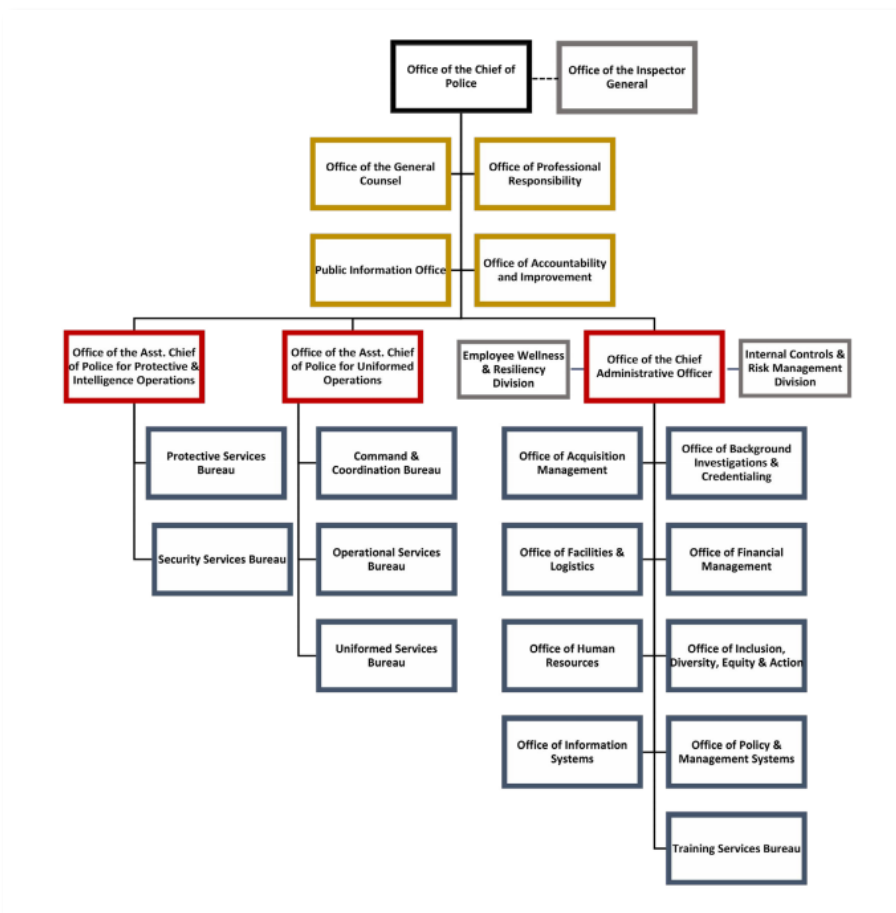 Office of the Chief of
Police
Office of the Inspector
General
Office of the General
Counsel
Office of Professional
Responsibility
Public Information Office
Office of Accountability
and Improvement
Office of the Asst. Chief
of Police for Protective &
Intelligence Operations
Office of the Asst. Chief
of Police for Uniformed
Operations
Employee Wellness
& Resiliency
Division
Office of the Chief
Administrative Officer
Internal Controls &
Risk Management
Division
Protective Services
Bureau
Command &
Coordination Bureau
Office of Acquisition
Management
Office of Background
Investigations &
Credentialing
Security Services Bureau
Operational Services
Bureau
Office of Facilities &
Logistics
Office of Financial
Management
Uniformed Services
Bureau
Office of Human
Resources
Office of Inclusion,
Diversity, Equity & Action
Office of Information
Systems
Office of Policy &
Management Systems
Training Services Bureau